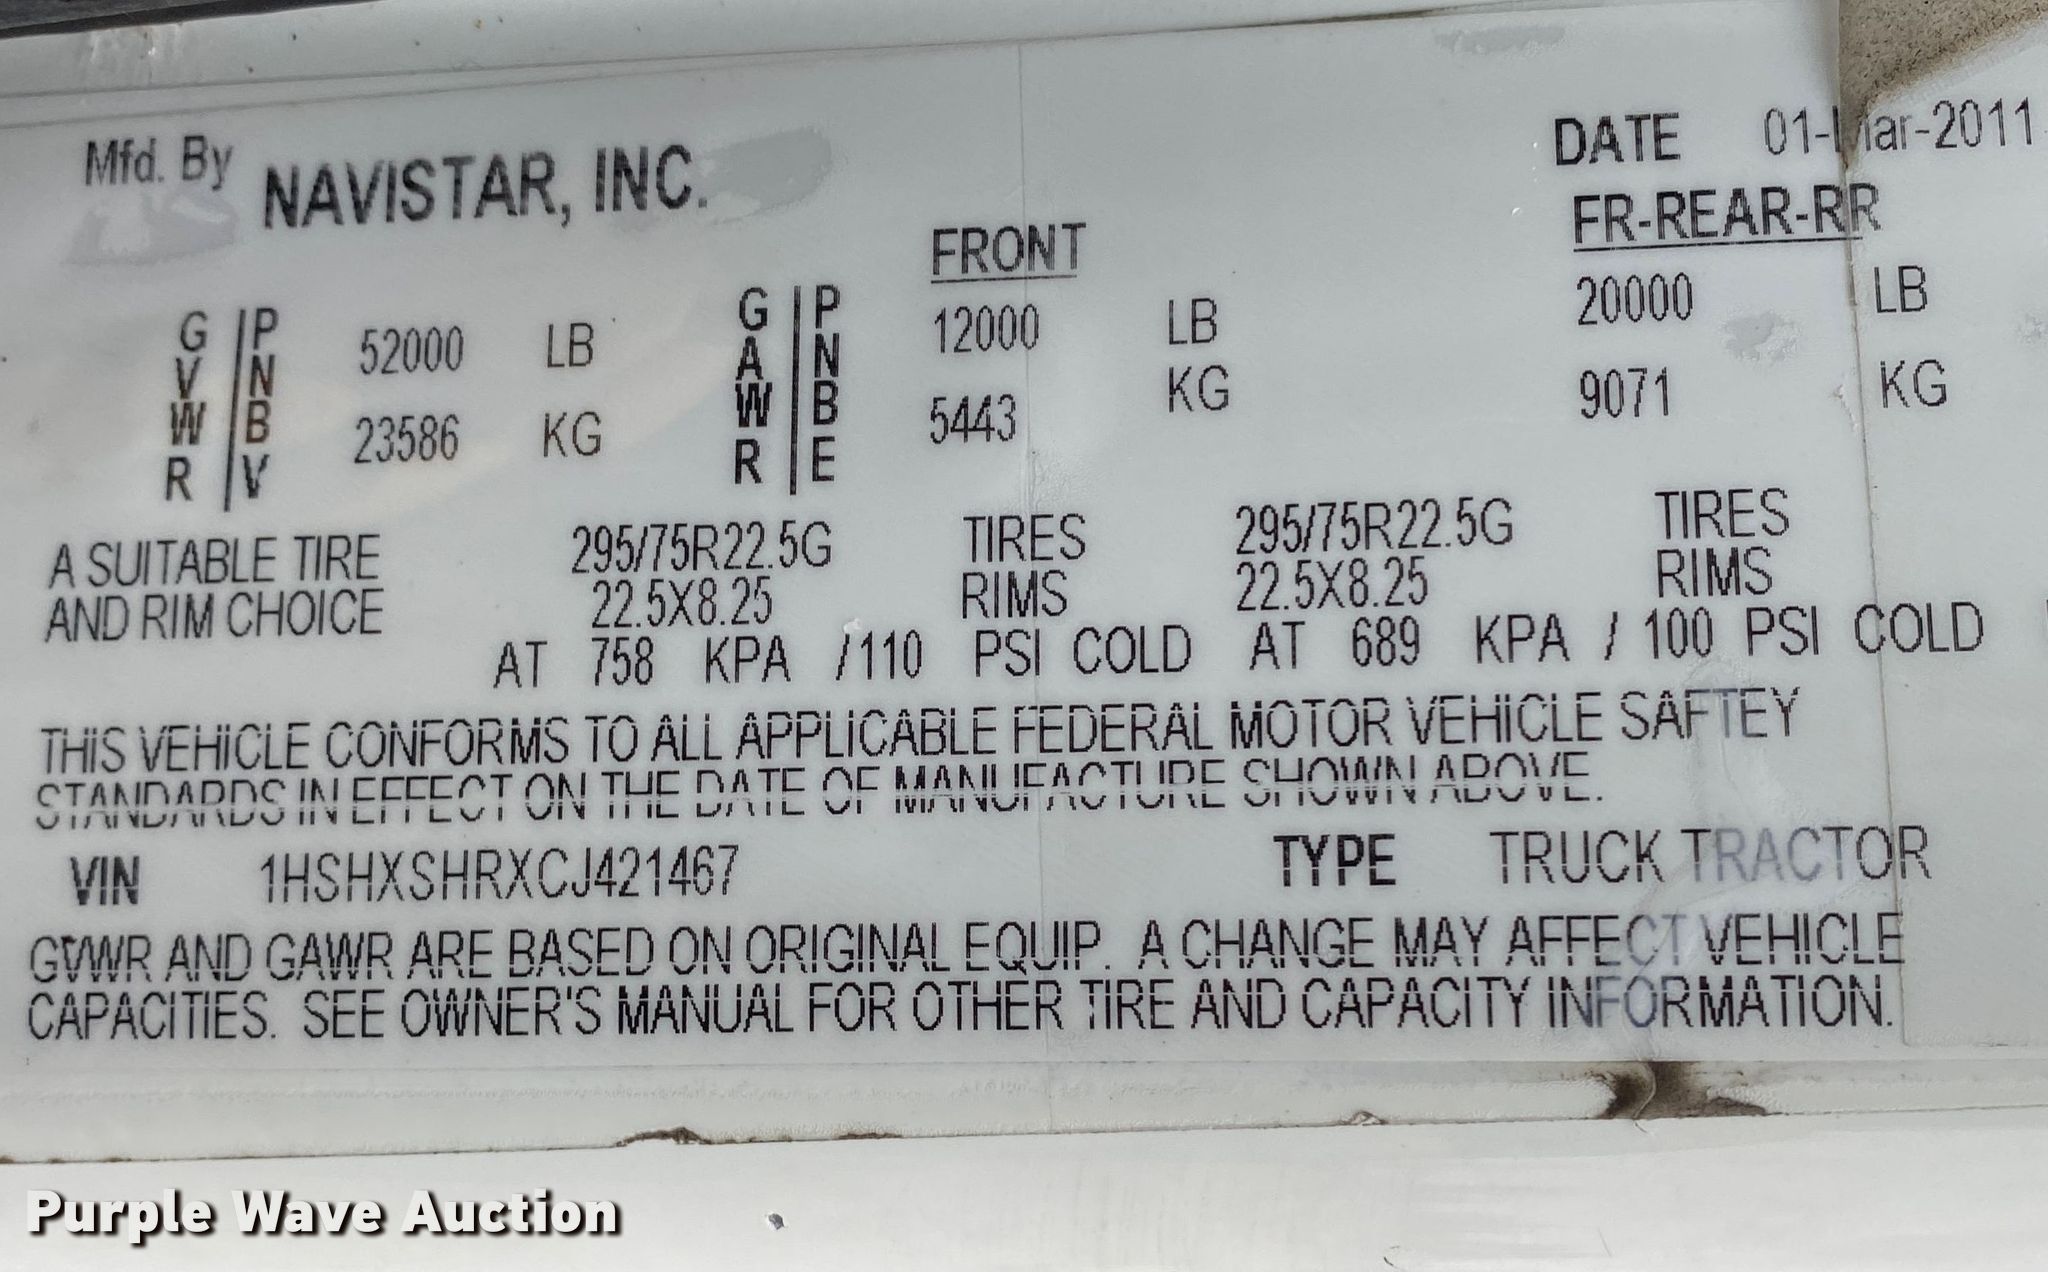 Mfd. By NAVISTAR, INC. DATE 01-Mar-2011
FRONT FR-REAR-RR
GVWR / PNBV 52000 LB GAWR / PNBE 12000 LB 20000 LB
23586 KG 5443 KG 9071 KG
A SUITABLE TIRE 295/75R22.5G TIRES 295/75R22.5G TIRES
AND RIM CHOICE 22.5X8.25 RIMS 22.5X8.25 RIMS
AT 758 KPA /110 PSI COLD AT 689 KPA / 100 PSI COLD
THIS VEHICLE CONFORMS TO ALL APPLICABLE FEDERAL MOTOR VEHICLE SAFTEY
STANDARDS IN EFFECT ON THE DATE OF MANUFACTURE SHOWN ABOVE.
VIN 1HSHXSHRXCJ421467 TYPE TRUCK TRACTOR
GVWR AND GAWR ARE BASED ON ORIGINAL EQUIP. A CHANGE MAY AFFECT VEHICLE
CAPACITIES. SEE OWNER'S MANUAL FOR OTHER TIRE AND CAPACITY INFORMATION.
Purple Wave Auction